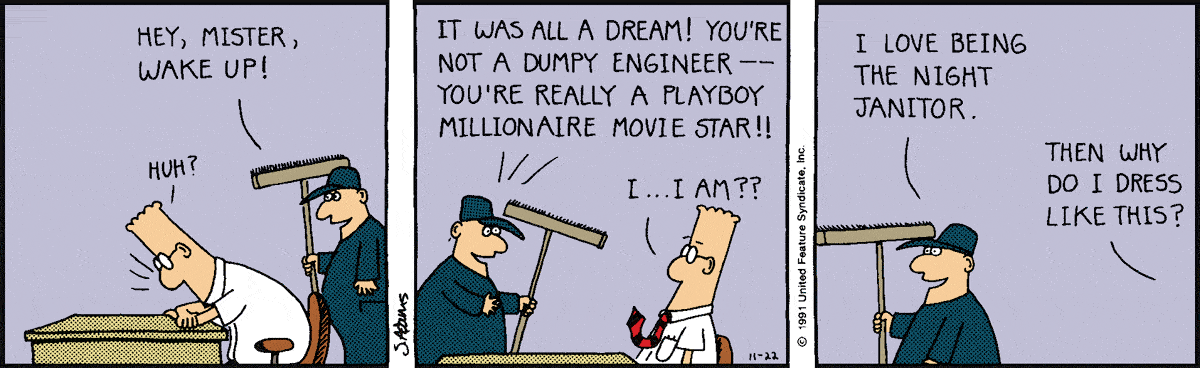 HEY, MISTER,
WAKE UP!
HUH?
S.Adams
IT WAS ALL A DREAM! YOU'RE
NOT A DUMPY ENGINEER --
YOU'RE REALLY A PLAYBOY
MILLIONAIRE MOVIE STAR!!
I...I AM??
11-22
© 1991 United Feature Syndicate, Inc.
I LOVE BEING
THE NIGHT
JANITOR.
THEN WHY
DO I DRESS
LIKE THIS?